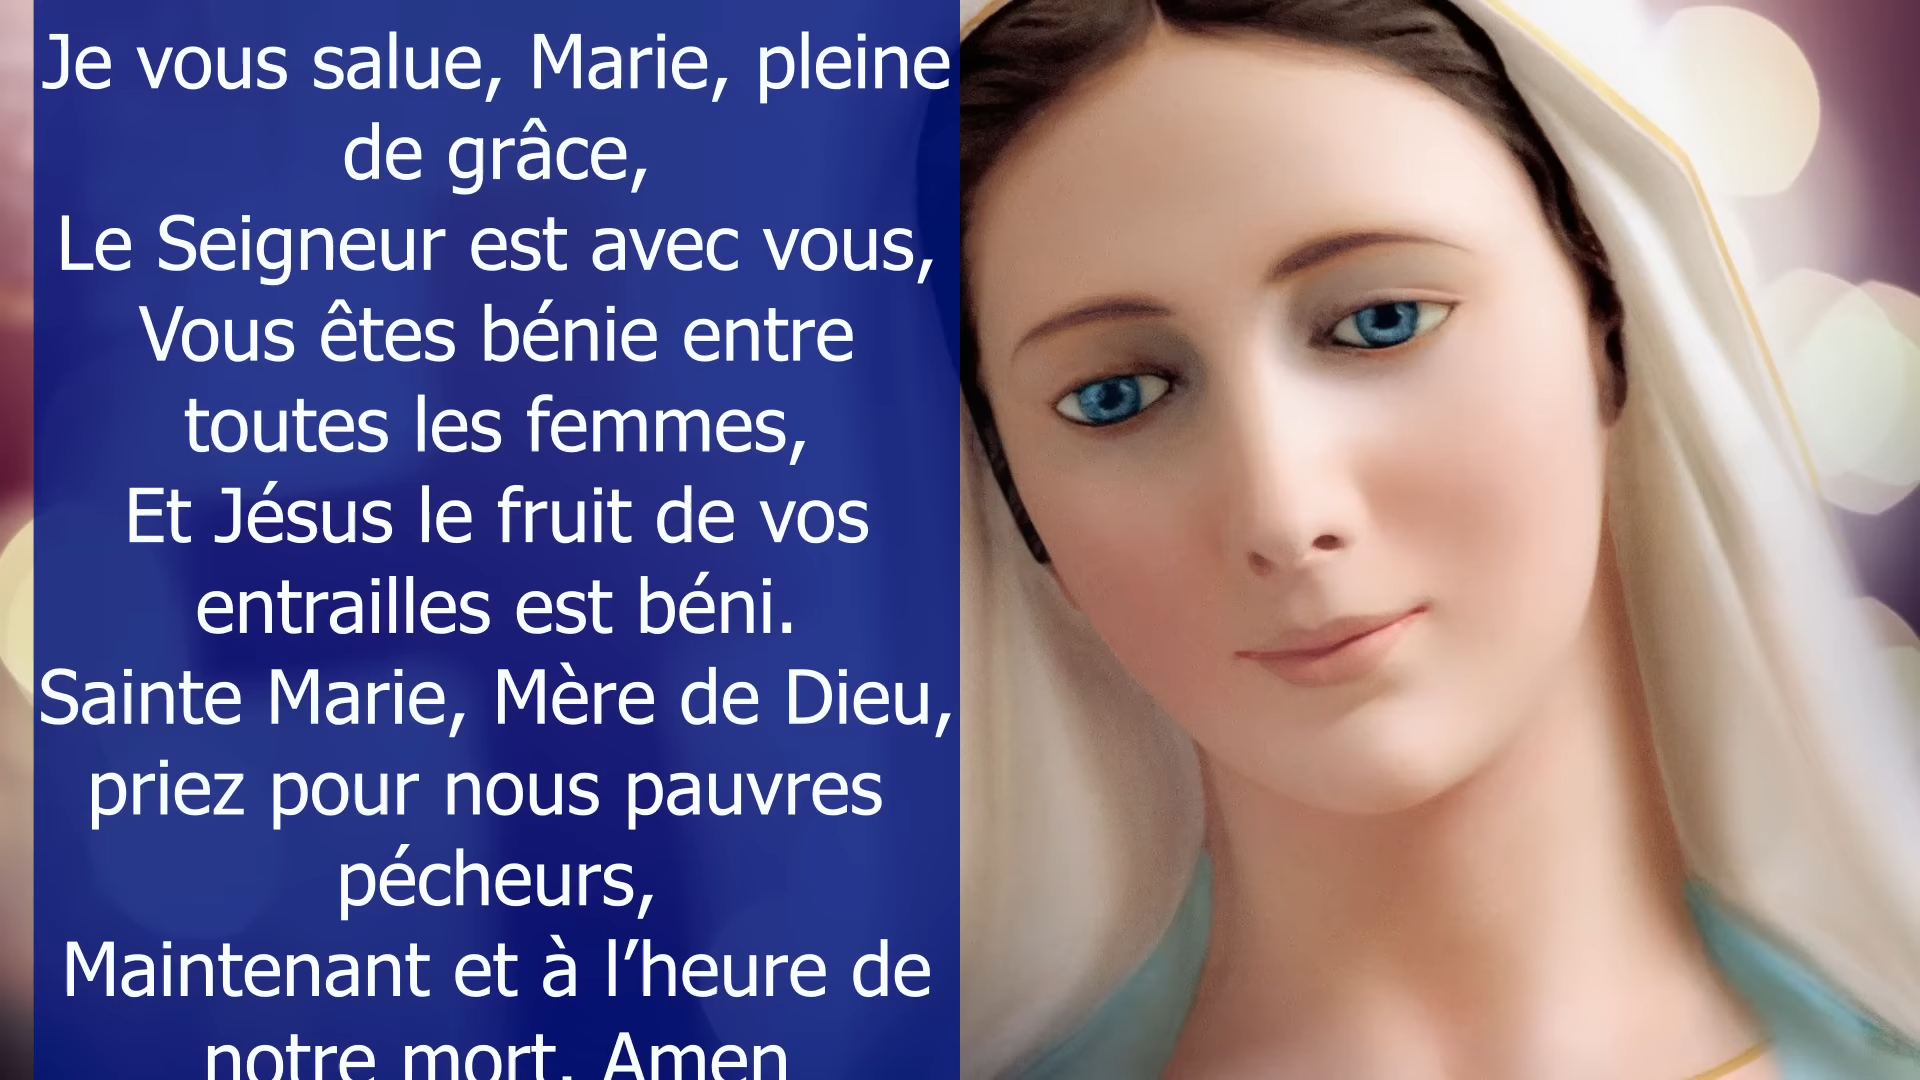 Je vous salue, Marie, pleine
de grâce,
Le Seigneur est avec vous,
Vous êtes bénie entre
toutes les femmes,
Et Jésus le fruit de vos
entrailles est béni.
Sainte Marie, Mère de Dieu,
priez pour nous pauvres
pécheurs,
Maintenant et à l’heure de
notre mort. Amen